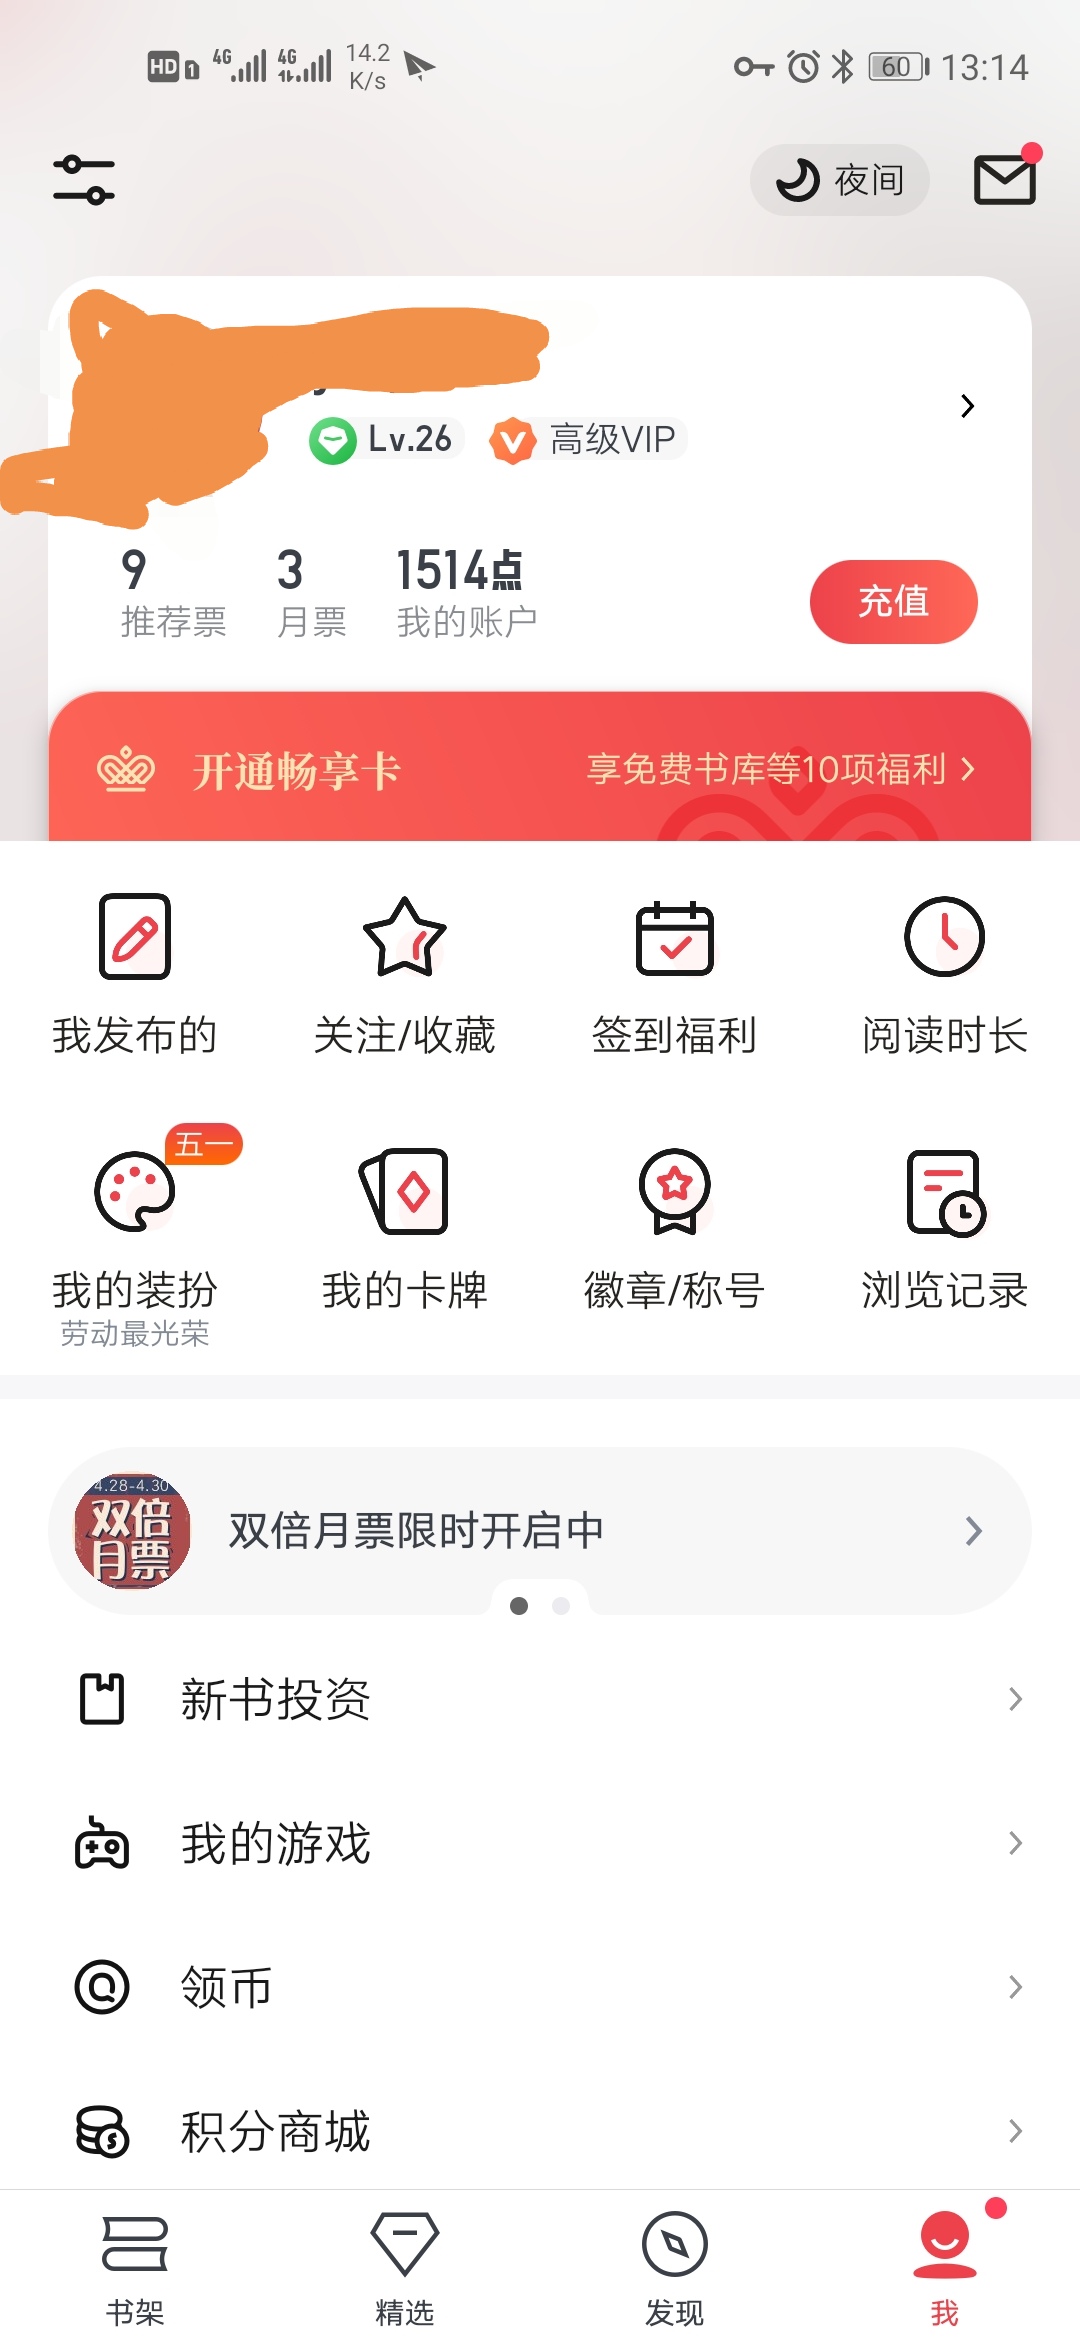 HD 1 4G 4G 14.2 K/s 60 13:14
夜间
Lv.26 高级VIP
9 3 1514点
推荐票 月票 我的账户 充值
开通畅享卡 享免费书库等10项福利
我发布的 关注/收藏 签到福利 阅读时长
五一
我的装扮 我的卡牌 徽章/称号 浏览记录
劳动最光荣
4.28-4.30
双倍
月票
双倍月票限时开启中
新书投资
我的游戏
领币
积分商城
书架 精选 发现 我